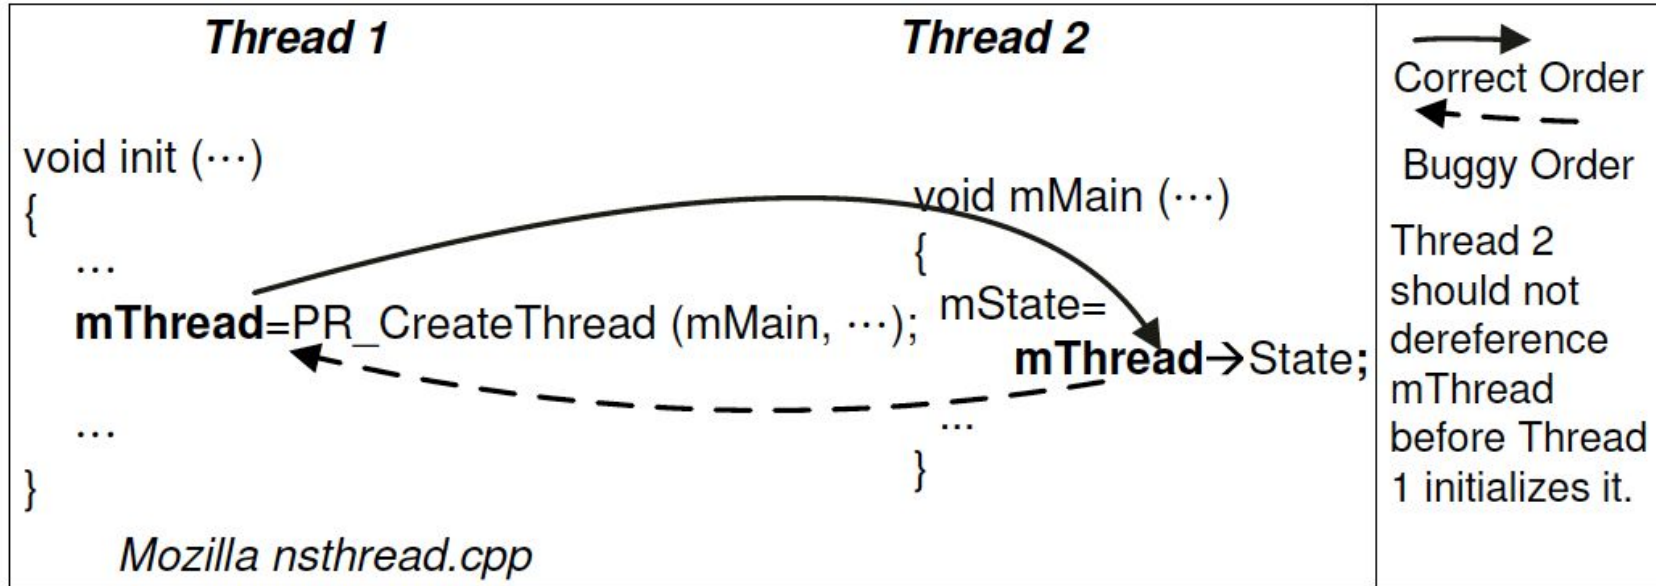 Thread 1
void init (⋯)
{
⋯
mThread=PR_CreateThread (mMain, ⋯);
⋯
}
Mozilla nsthread.cpp
Thread 2
void mMain (⋯)
{
mState=
mThread→State;
...
}
Correct Order
Buggy Order
Thread 2
should not
dereference
mThread
before Thread
1 initializes it.